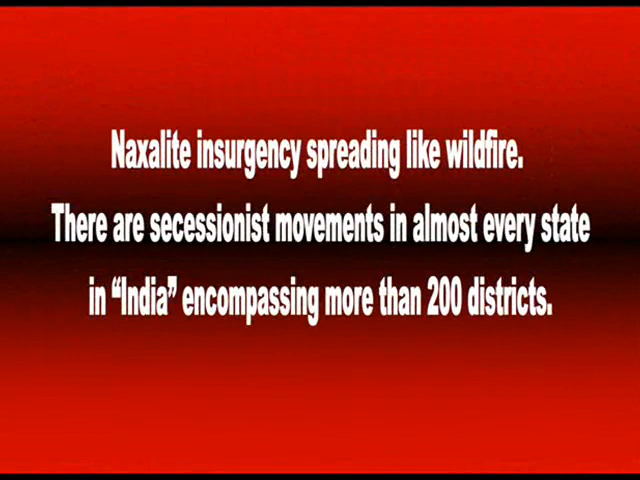 Naxalite insurgency spreading like wildfire.
There are secessionist movements in almost every state
in “India” encompassing more than 200 districts.